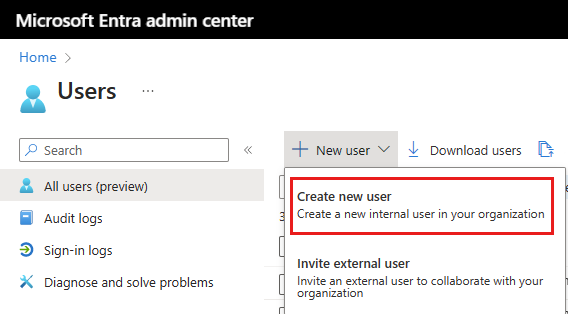 Microsoft Entra admin center
Home
Users
Search
New user
Download users
All users (preview)
Audit logs
Sign-in logs
Diagnose and solve problems
Create new user
Create a new internal user in your organization
Invite external user
Invite an external user to collaborate with your
organization